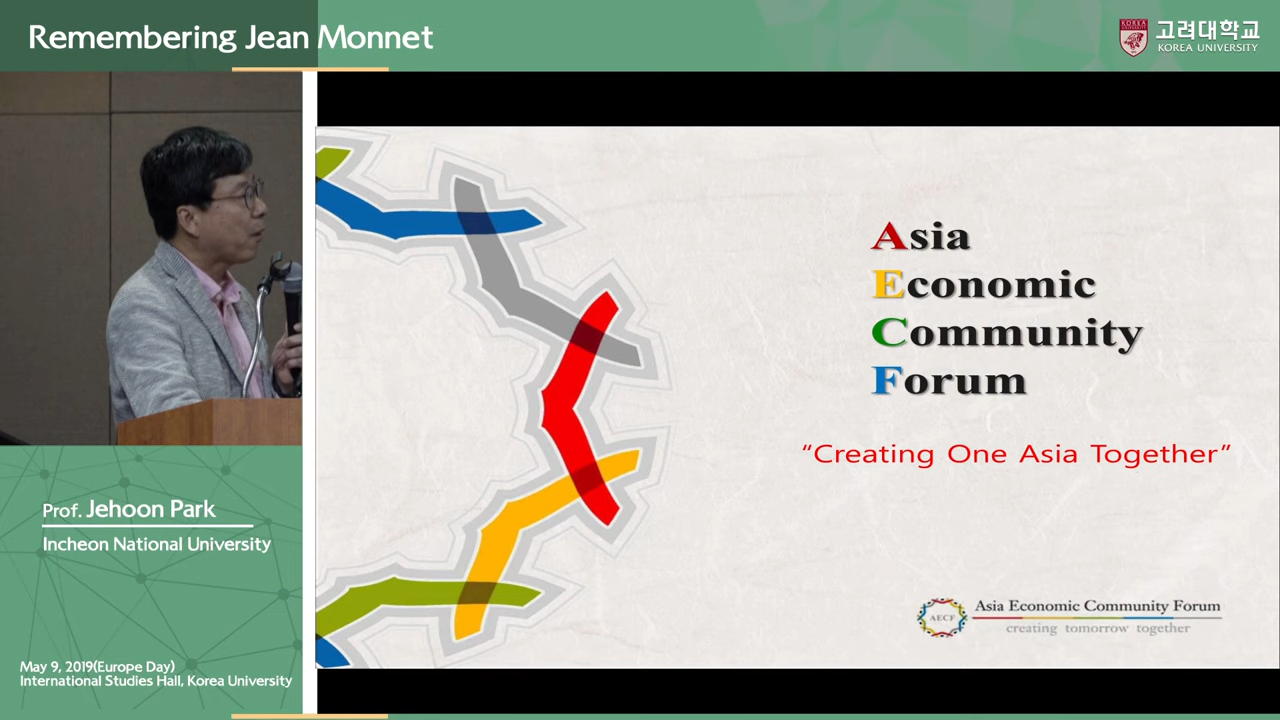 Remembering Jean Monnet
고려대학교
KOREA UNIVERSITY
KOREA
UNIVERSITY
Asia
Economic
Community
Forum
“Creating One Asia Together”
Prof. Jehoon Park
Incheon National University
AECF
Asia Economic Community Forum
creating tomorrow together
May 9, 2019(Europe Day)
International Studies Hall, Korea University